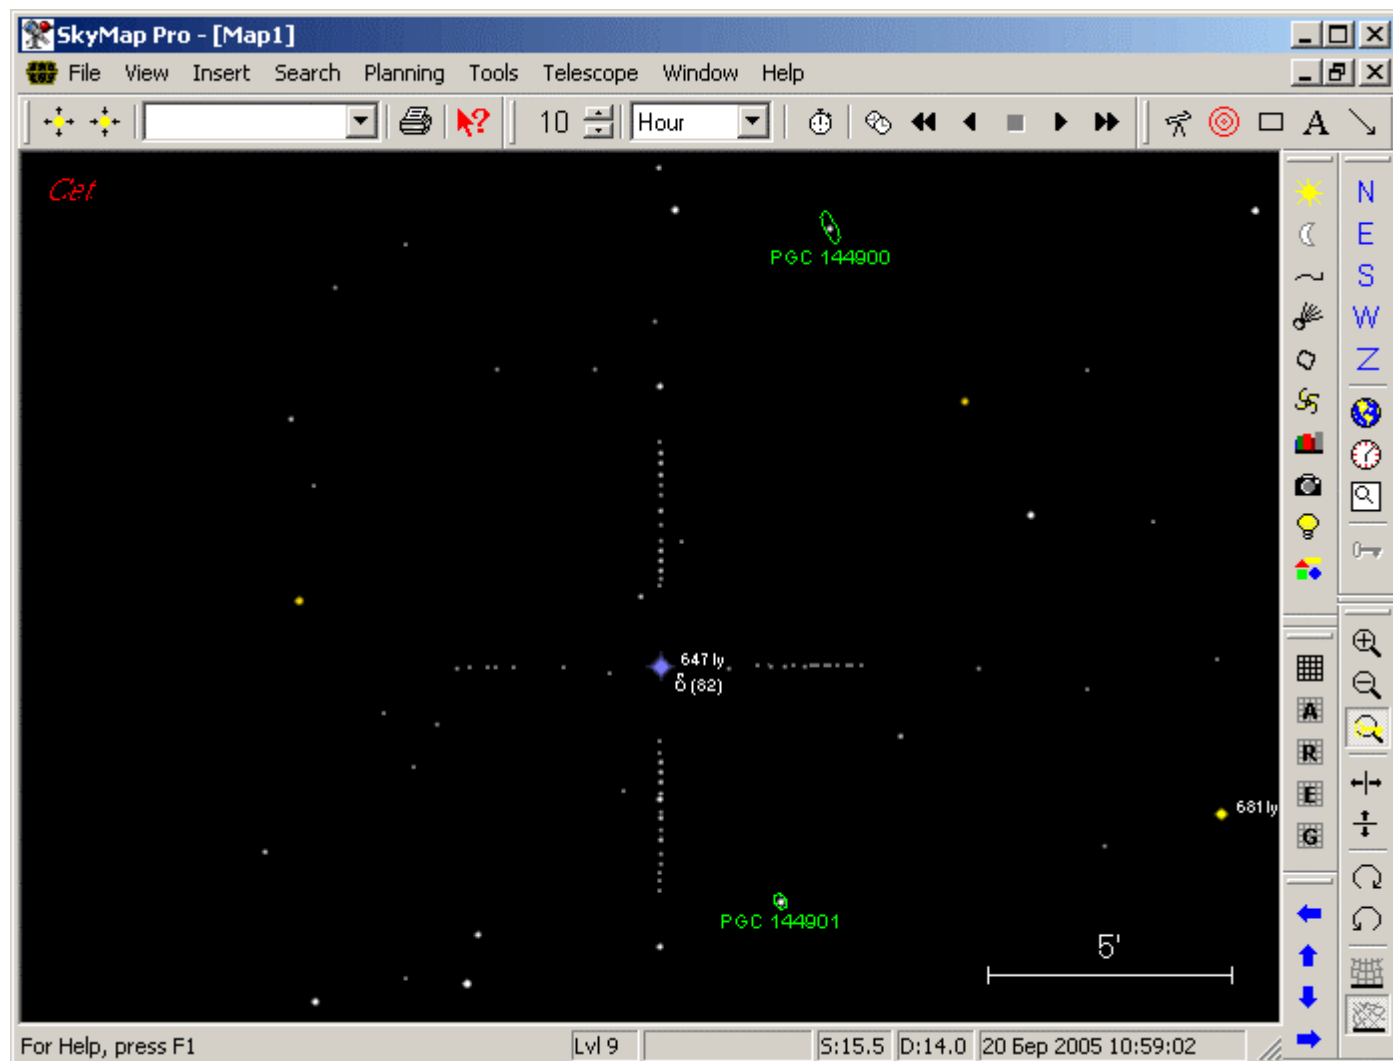 SkyMap Pro - [Map1]
File View Insert Search Planning Tools Telescope Window Help
10 Hour A
Cet
PGC 144900
647 ly
δ (82)
681 ly
PGC 144901
5'
N
E
S
W
Z
A
R
E
G
For Help, press F1 Lvl 9 S:15.5 D:14.0 20 Бер 2005 10:59:02